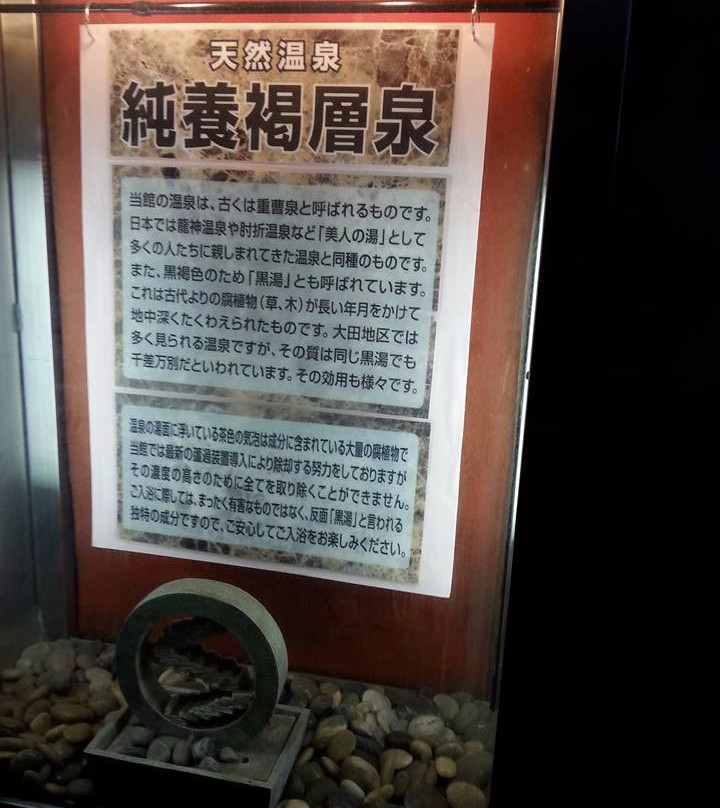 天然温泉
純養褐層泉
当館の温泉は、古くは重曹泉と呼ばれるものです。
日本では龍神温泉や肘折温泉など「美人の湯」として
多くの人たちに親しまれてきた温泉と同種のものです。
また、黒褐色のため「黒湯」とも呼ばれています。
これは古代よりの腐植物（草、木）が長い年月をかけて
地中深くたくわえられたものです。大田地区では
多く見られる温泉ですが、その質は同じ黒湯でも
千差万別だといわれています。その効用も様々です。
温泉の湯面に浮いている茶色の気泡は成分に含まれている大量の腐植物で
当館では最新の濾過装置導入により除却する努力をしておりますが
その濃度の高さのために全てを取り除くことができません。
ご入浴に際しては、まったく有害なものではなく、反面「黒湯」と言われる
独特の成分ですので、ご安心してご入浴をお楽しみください。